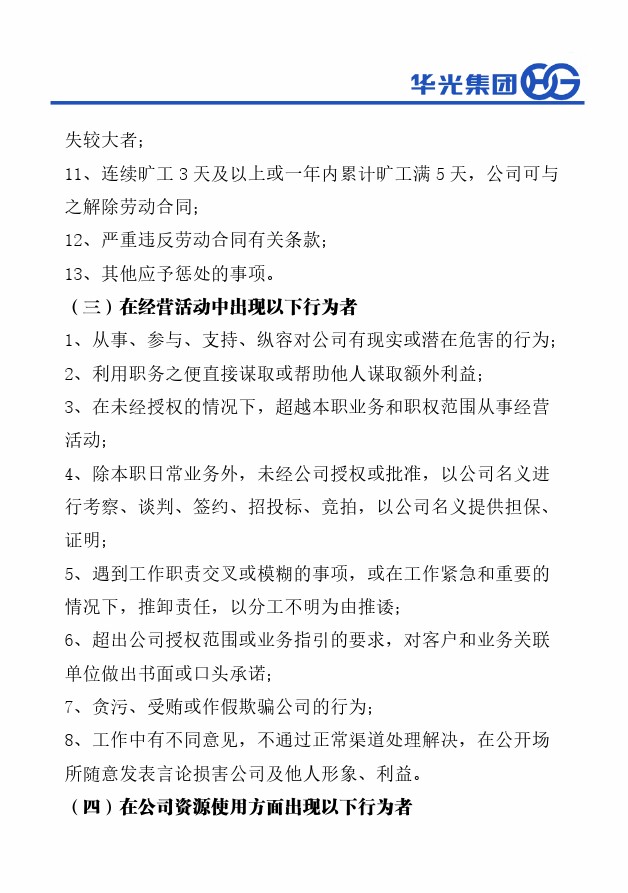 华光集团
失较大者;
11、连续旷工 3 天及以上或一年内累计旷工满 5 天，公司可与
之解除劳动合同;
12、严重违反劳动合同有关条款;
13、其他应予惩处的事项。
（三）在经营活动中出现以下行为者
1、从事、参与、支持、纵容对公司有现实或潜在危害的行为;
2、利用职务之便直接谋取或帮助他人谋取额外利益;
3、在未经授权的情况下，超越本职业务和职权范围从事经营
活动;
4、除本职日常业务外，未经公司授权或批准，以公司名义进
行考察、谈判、签约、招投标、竞拍，以公司名义提供担保、
证明;
5、遇到工作职责交叉或模糊的事项，或在工作紧急和重要的
情况下，推卸责任，以分工不明为由推诿;
6、超出公司授权范围或业务指引的要求，对客户和业务关联
单位做出书面或口头承诺;
7、贪污、受贿或作假欺骗公司的行为;
8、工作中有不同意见，不通过正常渠道处理解决，在公开场
所随意发表言论损害公司及他人形象、利益。
（四）在公司资源使用方面出现以下行为者